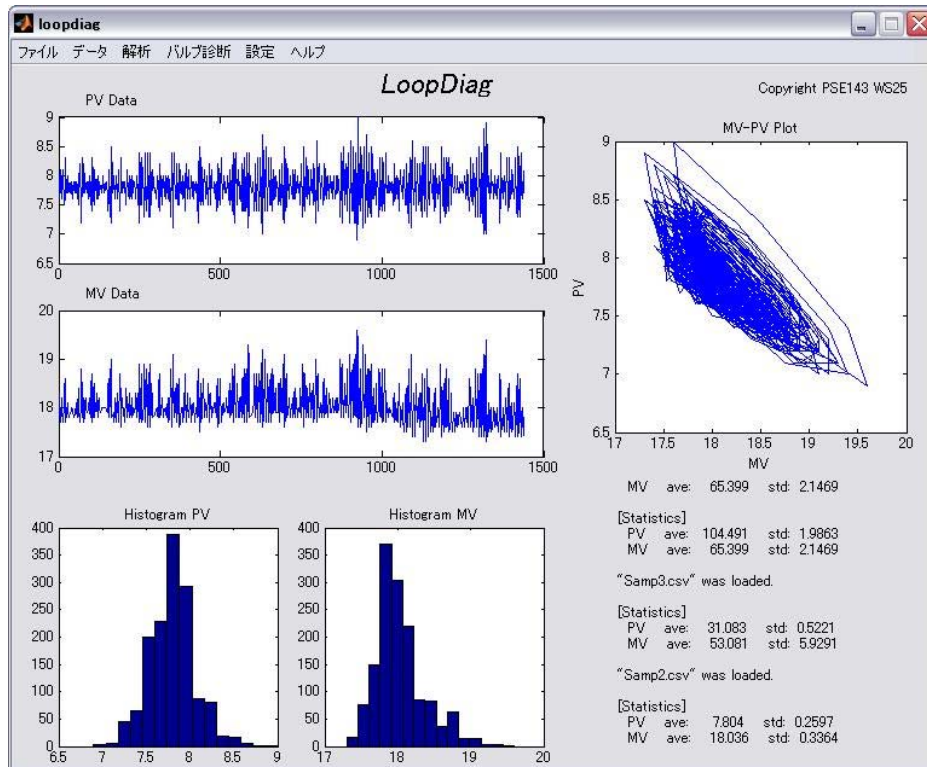 loopdiag
ファイル データ 解析 バルブ診断 設定 ヘルプ
LoopDiag
Copyright PSE143 WS25
PV Data
9
8.5
8
7.5
7
6.5
0 500 1000 1500
MV Data
20
19
18
17
0 500 1000 1500
MV-PV Plot
9
8.5
8
7.5
7
6.5
PV
17 17.5 18 18.5 19 19.5 20
MV
Histogram PV
400
350
300
250
200
150
100
50
0
6.5 7 7.5 8 8.5 9
Histogram MV
400
350
300
250
200
150
100
50
0
17 18 19 20
MV ave: 65.399 std: 2.1469
[Statistics]
PV ave: 104.491 std: 1.9863
MV ave: 65.399 std: 2.1469
"Samp3.csv" was loaded.
[Statistics]
PV ave: 31.083 std: 0.5221
MV ave: 53.081 std: 5.9291
"Samp2.csv" was loaded.
[Statistics]
PV ave: 7.804 std: 0.2597
MV ave: 18.036 std: 0.3364